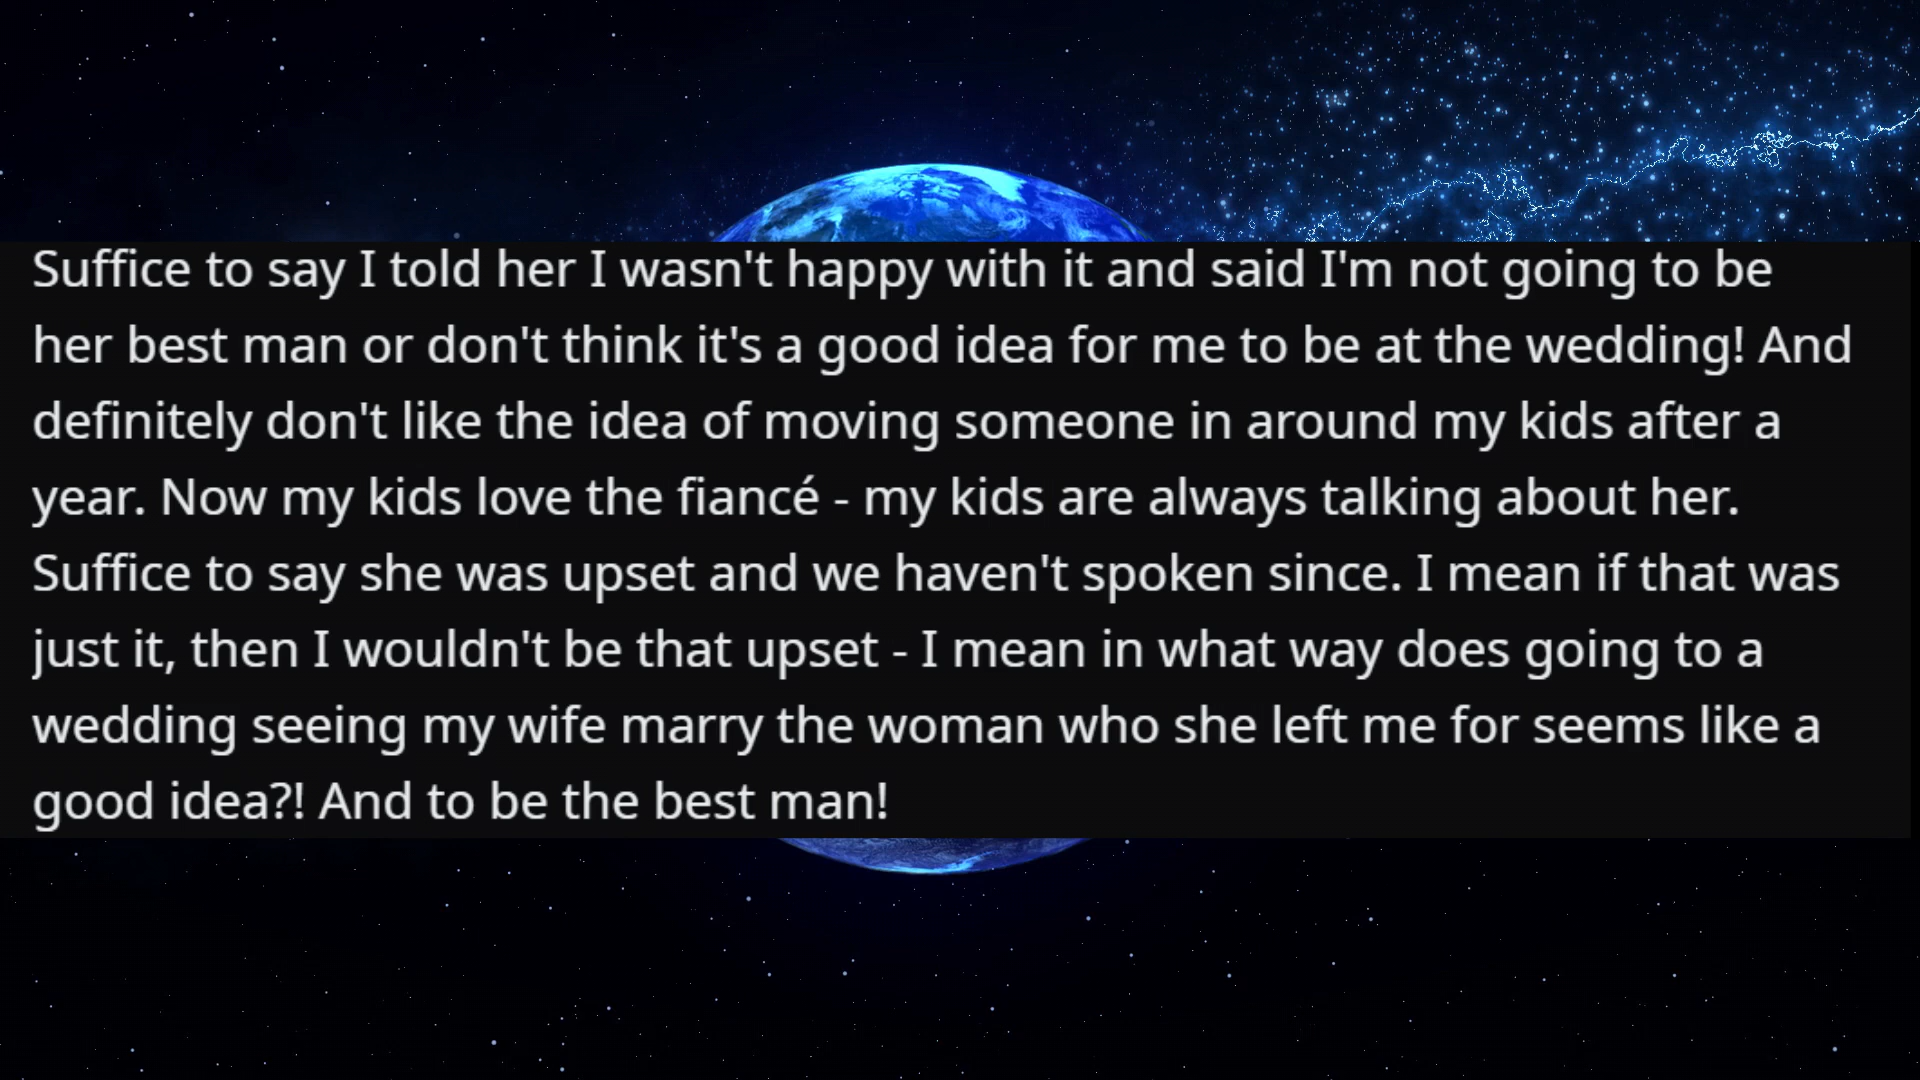 Suffice to say I told her I wasn't happy with it and said I'm not going to be
her best man or don't think it's a good idea for me to be at the wedding! And
definitely don't like the idea of moving someone in around my kids after a
year. Now my kids love the fiancé - my kids are always talking about her.
Suffice to say she was upset and we haven't spoken since. I mean if that was
just it, then I wouldn't be that upset - I mean in what way does going to a
wedding seeing my wife marry the woman who she left me for seems like a
good idea?! And to be the best man!